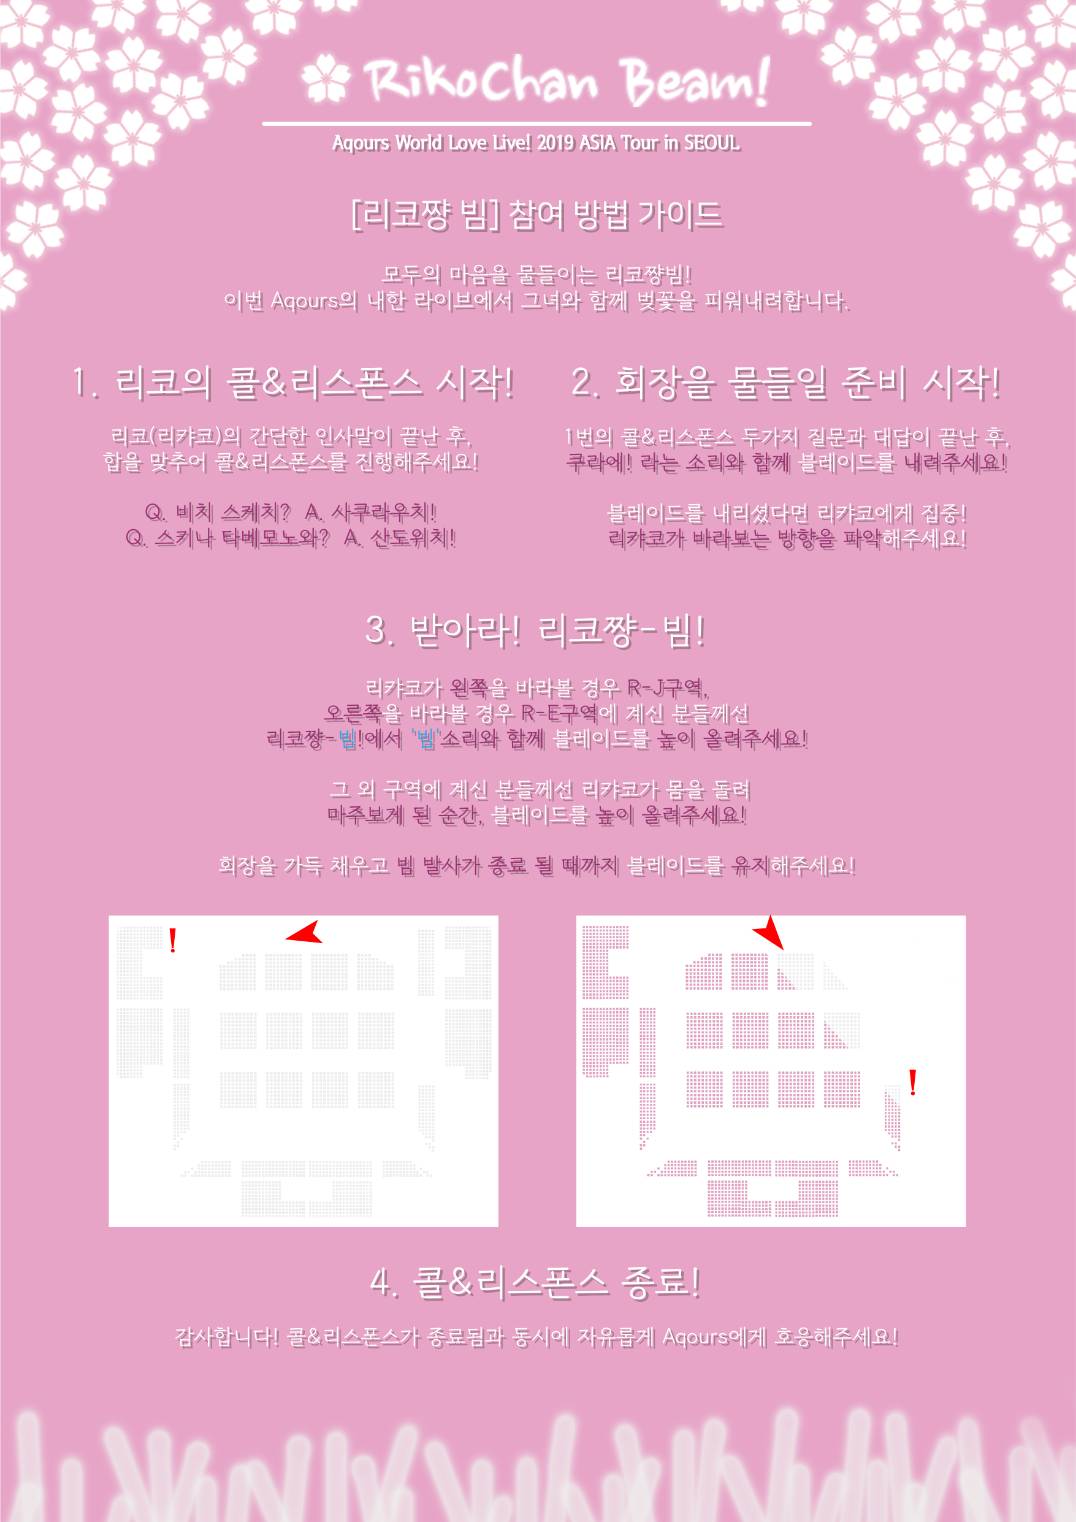 RikoChan Beam!
Aqours World Love Live! 2019 ASIA Tour in SEOUL
[리코쨩 빔] 참여 방법 가이드
모두의 마음을 물들이는 리코쨩빔!
이번 Aqours의 내한 라이브에서 그녀와 함께 벚꽃을 피워내려합니다.
1. 리코의 콜&리스폰스 시작!
리코(리캬코)의 간단한 인사말이 끝난 후,
합을 맞추어 콜&리스폰스를 진행해주세요!
Q. 비치 스케치? A. 사쿠라우치!
Q. 스키나 타베모노와? A. 산도위치!
2. 회장을 물들일 준비 시작!
1번의 콜&리스폰스 두가지 질문과 대답이 끝난 후,
쿠라에! 라는 소리와 함께 블레이드를 내려주세요!
블레이드를 내리셨다면 리캬코에게 집중!
리캬코가 바라보는 방향을 파악해주세요!
3. 받아라! 리코쨩-빔!
리캬코가 왼쪽을 바라볼 경우 R-J구역,
오른쪽을 바라볼 경우 R-E구역에 계신 분들께선
리코쨩-빔!에서 "빔"소리와 함께 블레이드를 높이 올려주세요!
그 외 구역에 계신 분들께선 리캬코가 몸을 돌려
마주보게 된 순간, 블레이드를 높이 올려주세요!
회장을 가득 채우고 빔 발사가 종료 될 때까지 블레이드를 유지해주세요!
!
!
4. 콜&리스폰스 종료!
감사합니다! 콜&리스폰스가 종료됨과 동시에 자유롭게 Aqours에게 호응해주세요!